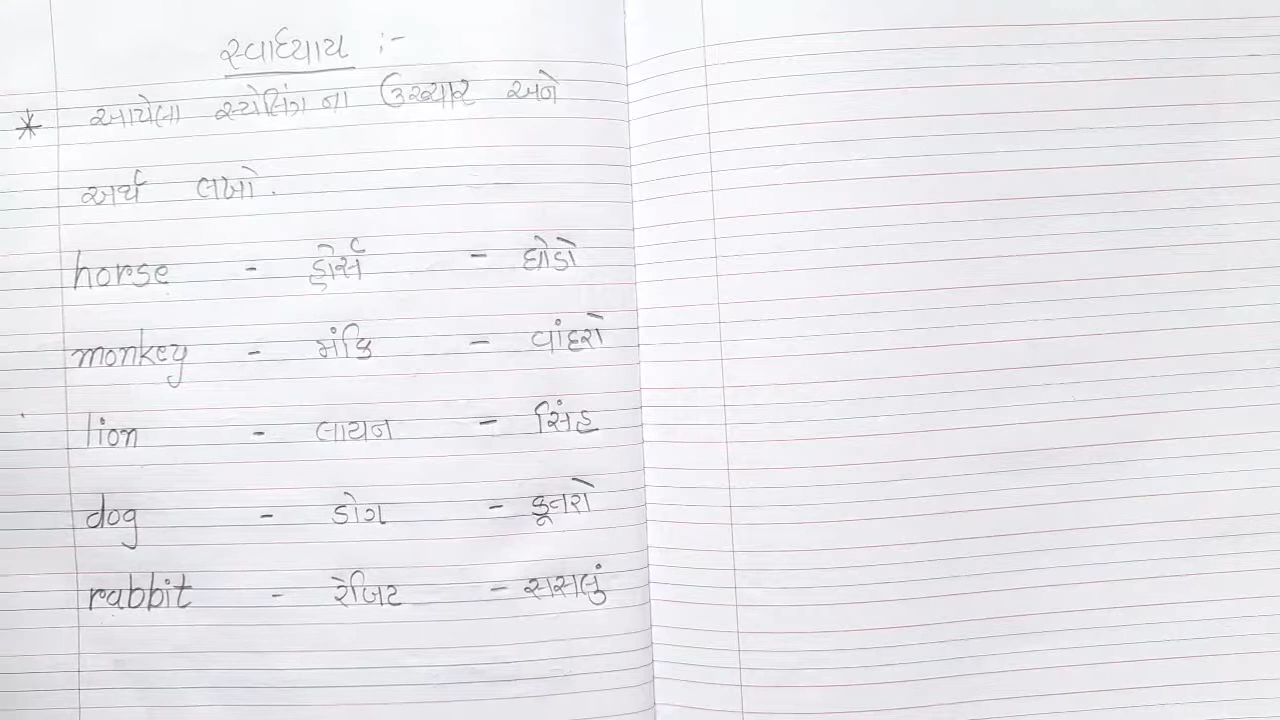 સ્વાધ્યાય :-
* આપેલા સ્પેલિંગ ના ઉચ્ચાર અને
અર્થ લખો.
horse - હોર્સ - ઘોડો
monkey - મંકિ - વાંદરો
lion - લાયન - સિંહ
dog - ડોગ - કૂતરો
rabbit - રેબિટ - સસલું